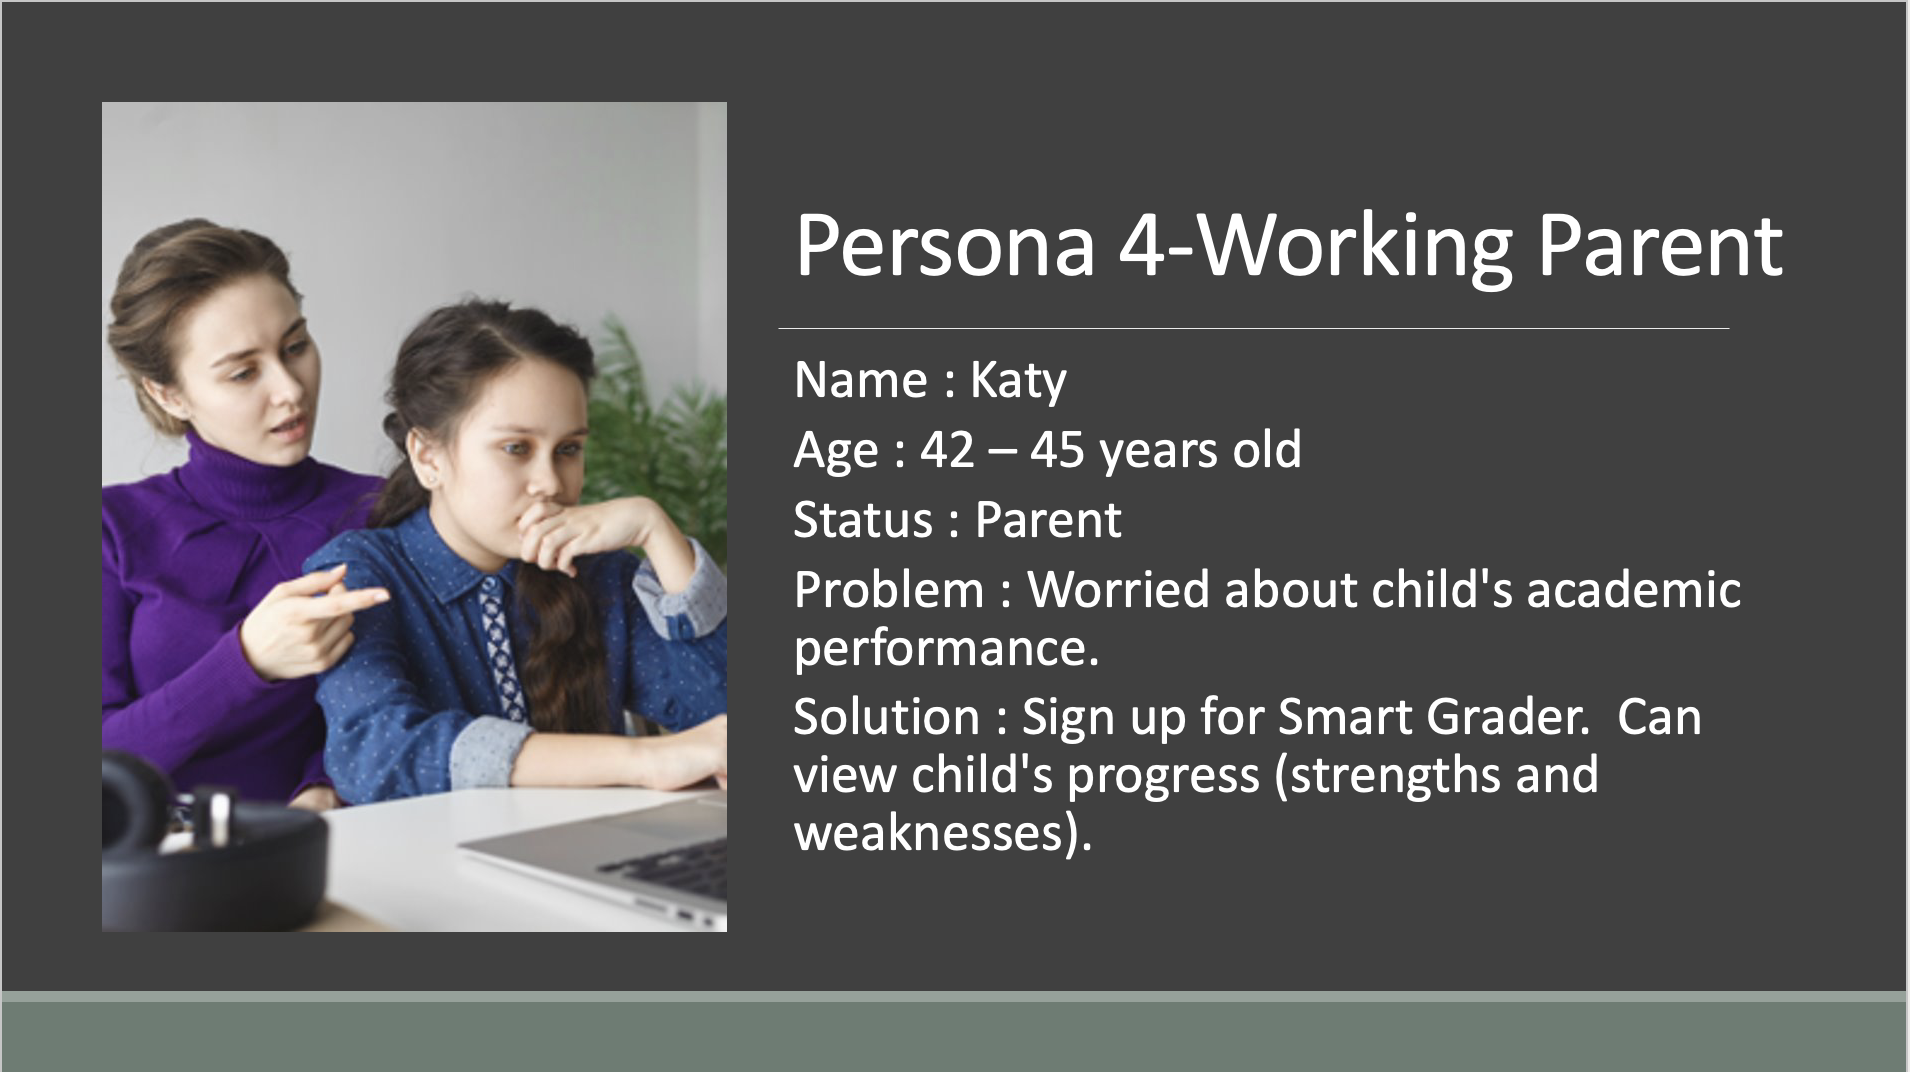 Persona 4-Working Parent
Name : Katy
Age : 42 – 45 years old
Status : Parent
Problem : Worried about child's academic
performance.
Solution : Sign up for Smart Grader.  Can
view child's progress (strengths and
weaknesses).